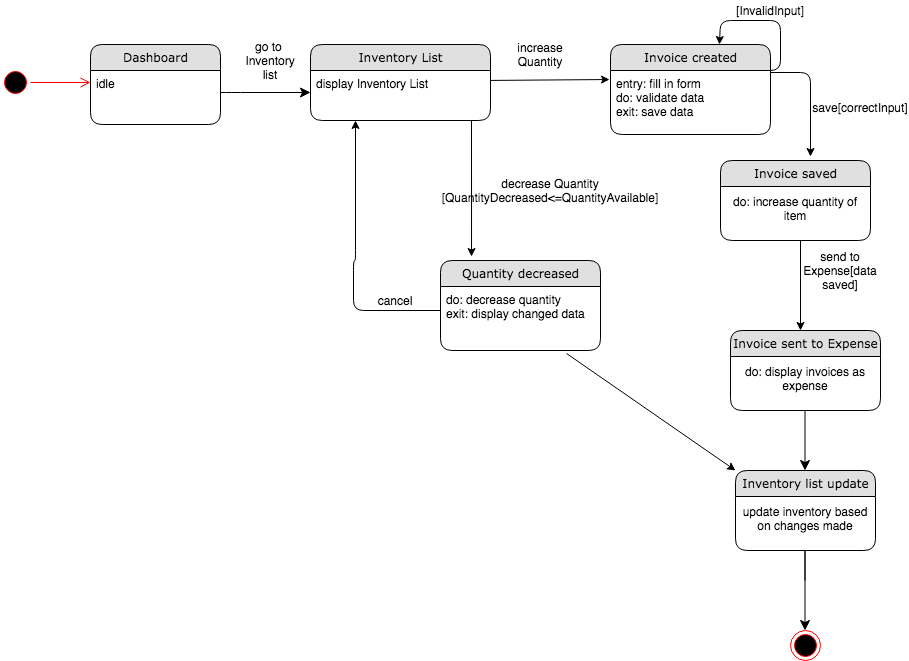 [InvalidInput]
Dashboard
idle
go to
Inventory
list
Inventory List
display Inventory List
increase
Quantity
Invoice created
entry: fill in form
do: validate data
exit: save data
save[correctInput]
decrease Quantity
[QuantityDecreased<=QuantityAvailable]
Invoice saved
do: increase quantity of
item
send to
Expense[data
saved]
Quantity decreased
do: decrease quantity
exit: display changed data
cancel
Invoice sent to Expense
do: display invoices as
expense
Inventory list update
update inventory based
on changes made